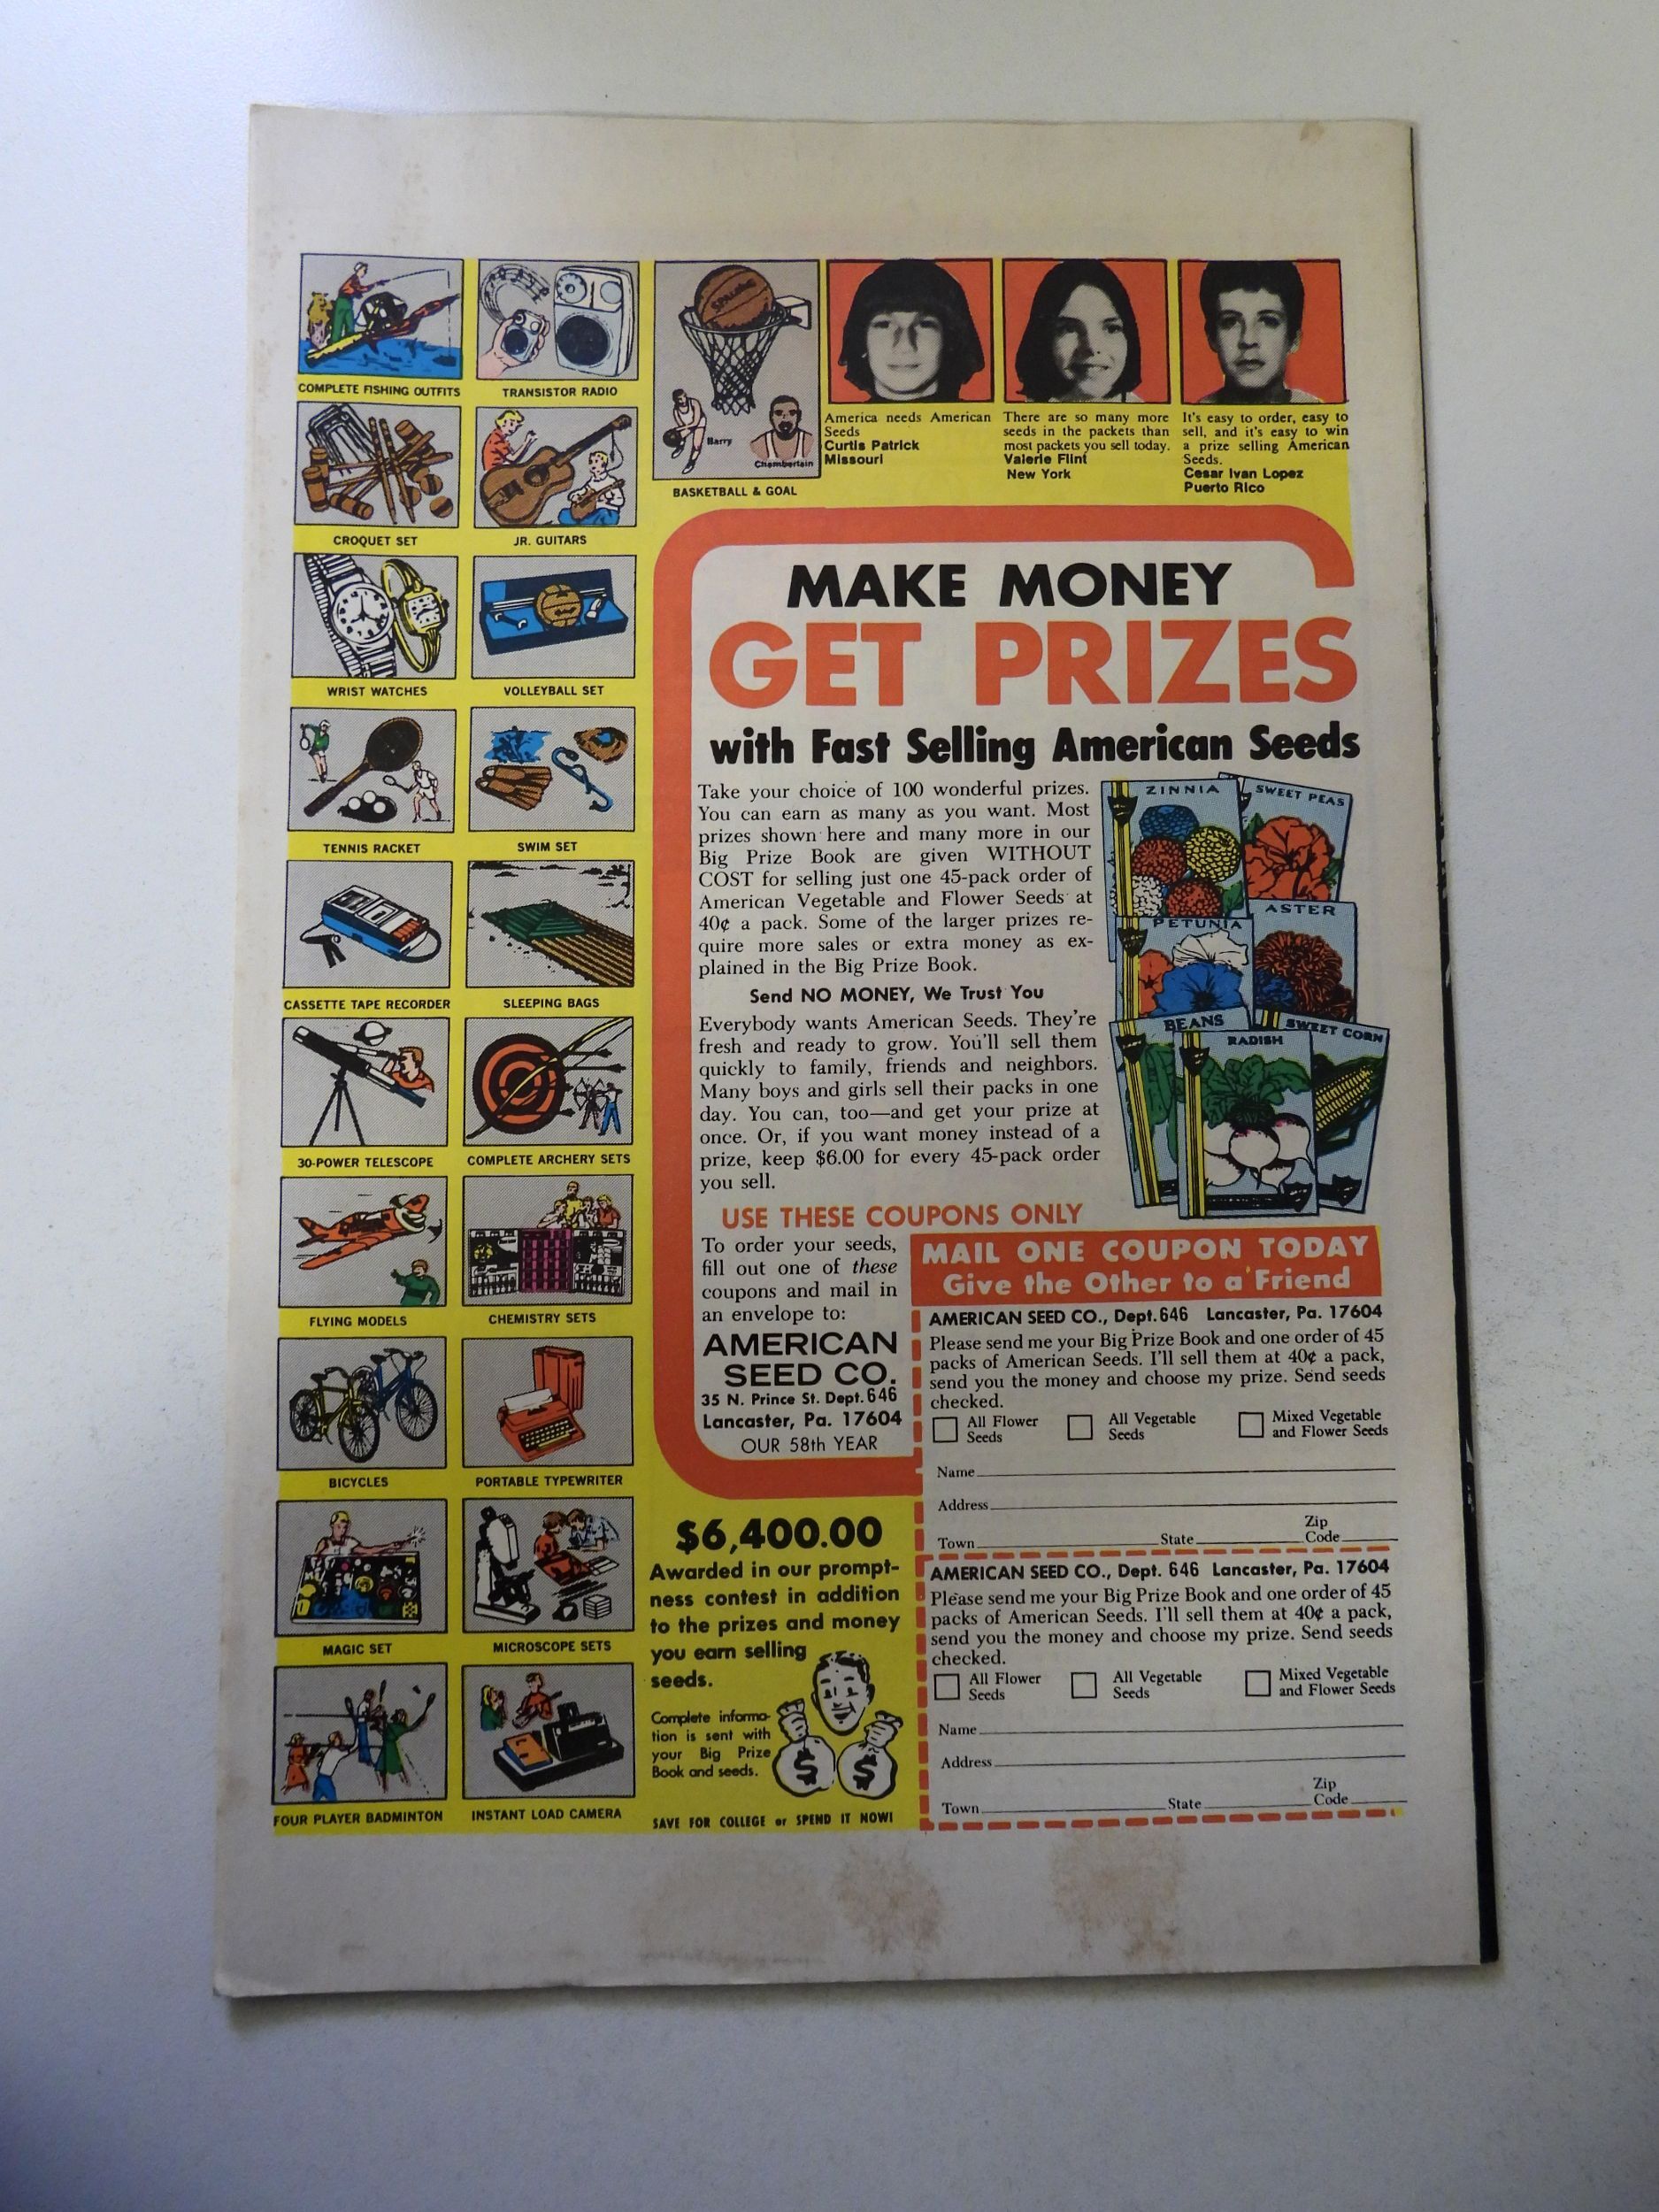 COMPLETE FISHING OUTFITS
TRANSISTOR RADIO
CROQUET SET
JR. GUITARS
WRIST WATCHES
VOLLEYBALL SET
TENNIS RACKET
SWIM SET
CASSETTE TAPE RECORDER
SLEEPING BAGS
30-POWER TELESCOPE
COMPLETE ARCHERY SETS
FLYING MODELS
CHEMISTRY SETS
BICYCLES
PORTABLE TYPEWRITER
MAGIC SET
MICROSCOPE SETS
FOUR PLAYER BADMINTON
INSTANT LOAD CAMERA
SPALDING
Barry
Chamberlain
BASKETBALL & GOAL
America needs American
Seeds
Curtis Patrick
Missouri
There are so many more
seeds in the packets than
most packets you sell today.
Valerie Flint
New York
It's easy to order, easy to
sell, and it's easy to win
a prize selling American
Seeds.
Cesar Ivan Lopez
Puerto Rico
MAKE MONEY
GET PRIZES
with Fast Selling American Seeds
Take your choice of 100 wonderful prizes.
You can earn as many as you want. Most
prizes shown here and many more in our
Big Prize Book are given WITHOUT
COST for selling just one 45-pack order of
American Vegetable and Flower Seeds at
40¢ a pack. Some of the larger prizes re-
quire more sales or extra money as ex-
plained in the Big Prize Book.
Send NO MONEY, We Trust You
Everybody wants American Seeds. They're
fresh and ready to grow. You'll sell them
quickly to family, friends and neighbors.
Many boys and girls sell their packs in one
day. You can, too—and get your prize at
once. Or, if you want money instead of a
prize, keep $6.00 for every 45-pack order
you sell.
ZINNIA
SWEET PEAS
PETUNIA
ASTER
BEANS
RADISH
SWEET CORN
USE THESE COUPONS ONLY
To order your seeds,
fill out one of these
coupons and mail in
an envelope to:
AMERICAN
SEED CO.
35 N. Prince St. Dept. 646
Lancaster, Pa. 17604
OUR 58th YEAR
MAIL ONE COUPON TODAY
Give the Other to a Friend
AMERICAN SEED CO., Dept. 646 Lancaster, Pa. 17604
Please send me your Big Prize Book and one order of 45
packs of American Seeds. I'll sell them at 40¢ a pack,
send you the money and choose my prize. Send seeds
checked.
All Flower
Seeds
All Vegetable
Seeds
Mixed Vegetable
and Flower Seeds
Name
Address
Town State Zip
Code
AMERICAN SEED CO., Dept. 646 Lancaster, Pa. 17604
Please send me your Big Prize Book and one order of 45
packs of American Seeds. I'll sell them at 40¢ a pack,
send you the money and choose my prize. Send seeds
checked.
All Flower
Seeds
All Vegetable
Seeds
Mixed Vegetable
and Flower Seeds
Name
Address
Town State Zip
Code
$6,400.00
Awarded in our prompt-
ness contest in addition
to the prizes and money
you earn selling
seeds.
Complete informa-
tion is sent with
your Big Prize
Book and seeds.
$ $
SAVE FOR COLLEGE or SPEND IT NOW!